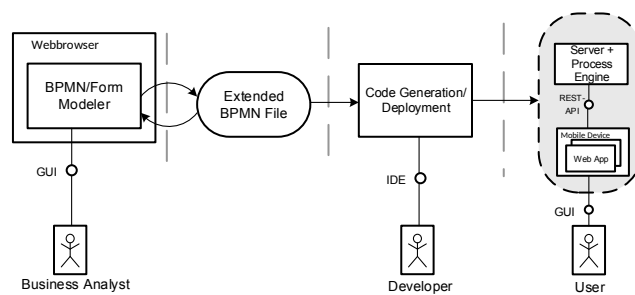 Webbrowser
BPMN/Form
Modeler
Extended
BPMN File
Code Generation/
Deployment
Server +
Process
Engine
REST-
API
Mobile Device
Web App
GUI
IDE
GUI
Business Analyst
Developer
User